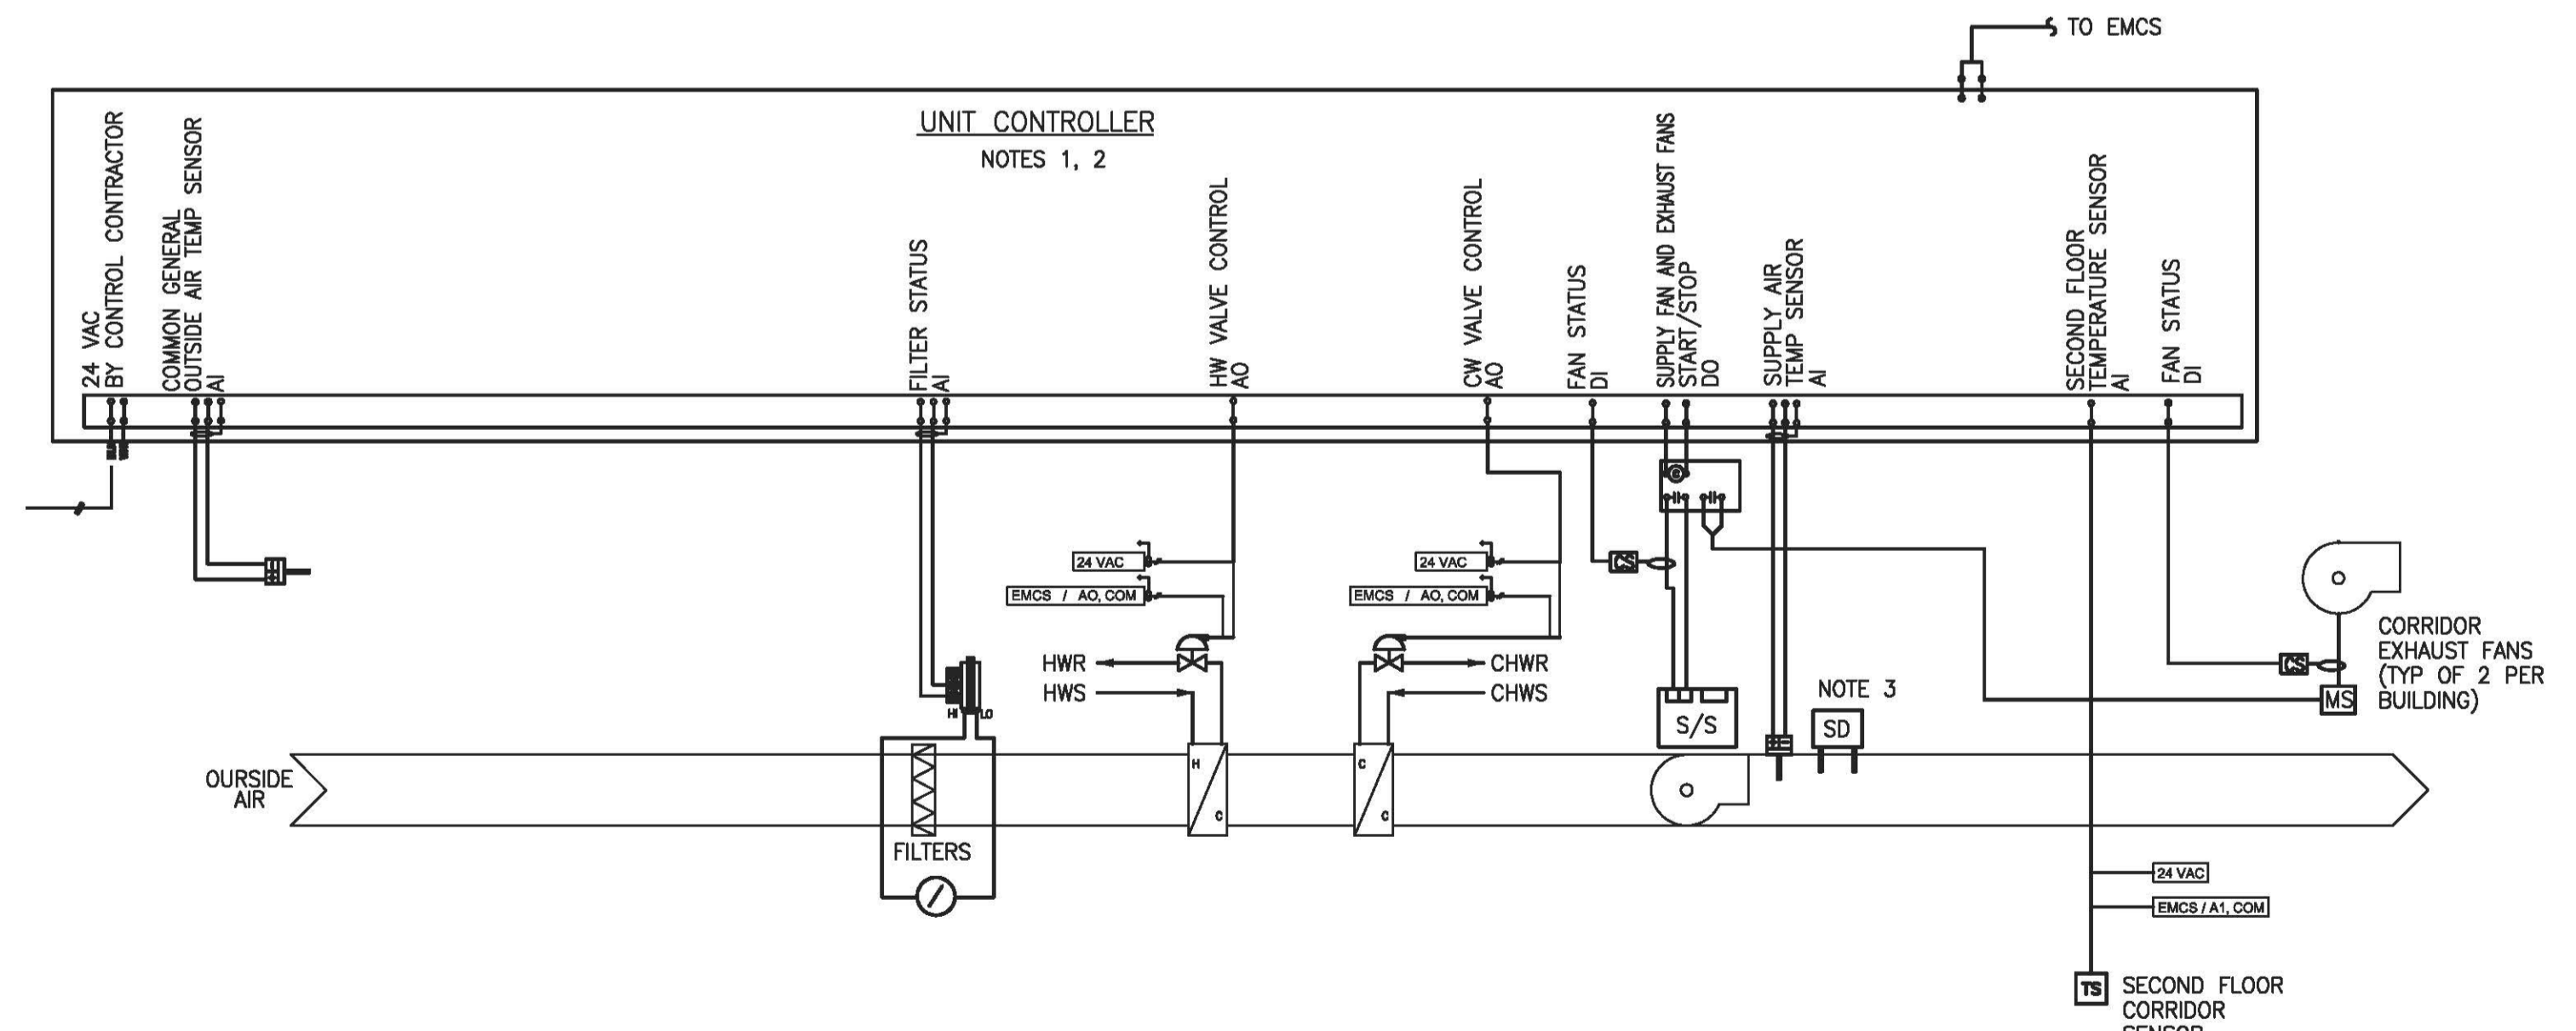 TO EMCS
UNIT CONTROLLER
NOTES 1, 2
24 VAC
BY CONTROL CONTRACTOR
COMMON GENERAL
OUTSIDE AIR TEMP SENSOR
AI
FILTER STATUS
AI
HW VALVE CONTROL
AO
CW VALVE CONTROL
AO
FAN STATUS
DI
SUPPLY FAN AND EXHAUST FANS
START/STOP
DO
SUPPLY AIR
TEMP SENSOR
AI
SECOND FLOOR
TEMPERATURE SENSOR
AI
FAN STATUS
DI
24 VAC
EMCS / AO, COM
24 VAC
EMCS / AO, COM
CS
HWR
HWS
CHWR
CHWS
HI
LO
S/S
NOTE 3
SD
CS
MS
CORRIDOR
EXHAUST FANS
(TYP OF 2 PER
BUILDING)
OURSIDE
AIR
H
C
C
C
FILTERS
24 VAC
EMCS / A1, COM
TS
SECOND FLOOR
CORRIDOR
SENSOR